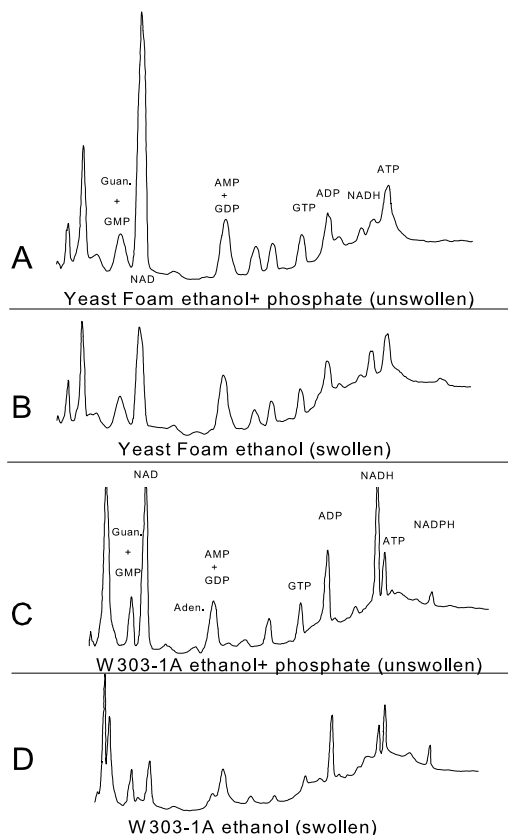 ATP
Guan.
+
GMP
AMP
+
GDP
ADP
NADH
GTP
A
NAD
Yeast Foam ethanol+ phosphate (unswollen)
B
Yeast Foam ethanol (swollen)
NAD
NADH
Guan.
+
GMP
AMP
+
GDP
ADP
NADPH
ATP
Aden.
GTP
C
W303-1A ethanol+ phosphate (unswollen)
D
W303-1A ethanol (swollen)